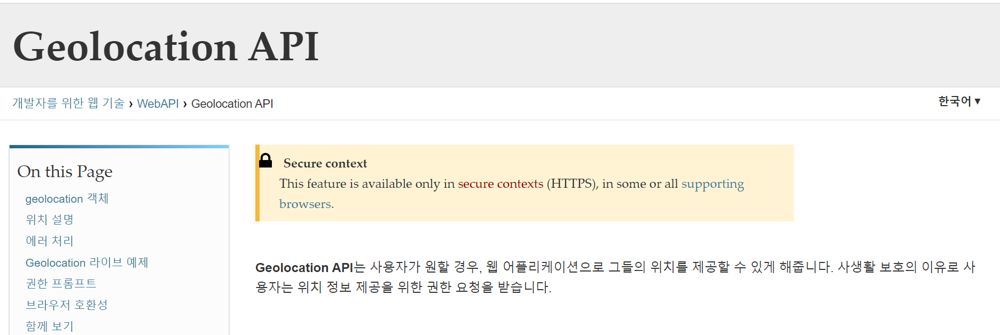 Geolocation API
개발자를 위한 웹 기술 › WebAPI › Geolocation API
한국어 ▼
On this Page
geolocation 객체
위치 설명
에러 처리
Geolocation 라이브 예제
권한 프롬프트
브라우저 호환성
함께 보기
Secure context
This feature is available only in secure contexts (HTTPS), in some or all supporting
browsers.
Geolocation API는 사용자가 원할 경우, 웹 어플리케이션으로 그들의 위치를 제공할 수 있게 해줍니다. 사생활 보호의 이유로 사
용자는 위치 정보 제공을 위한 권한 요청을 받습니다.